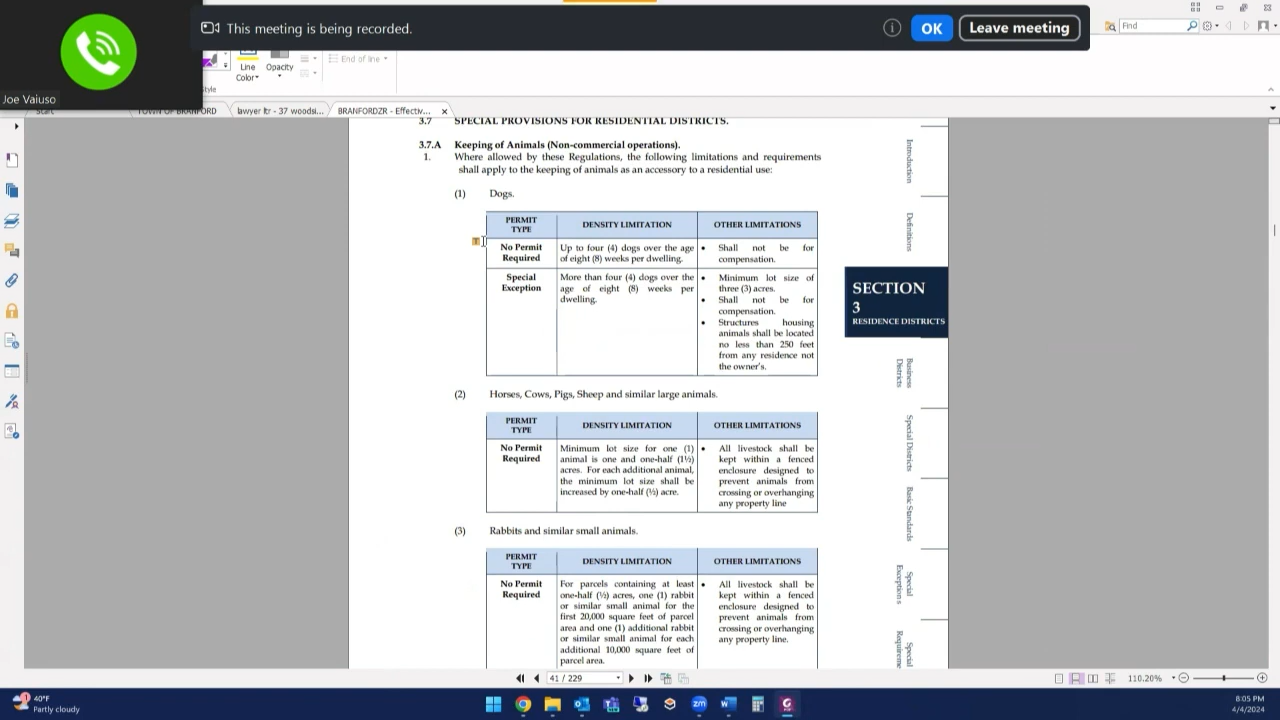 This meeting is being recorded.
OK
Leave meeting
Find
Joe Vaiuso
Line
Color
Opacity
End of line
Style
Start
TOWN OF BRANFORD
lawyer ltr - 37 woodsi...
BRANFORDZR - Effectiv...
3.7 SPECIAL PROVISIONS FOR RESIDENTIAL DISTRICTS.
3.7.A Keeping of Animals (Non-commercial operations).
1. Where allowed by these Regulations, the following limitations and requirements
shall apply to the keeping of animals as an accessory to a residential use:
(1) Dogs.
PERMIT
TYPE
DENSITY LIMITATION
OTHER LIMITATIONS
No Permit
Required
Up to four (4) dogs over the age
of eight (8) weeks per dwelling.
• Shall not be for
compensation.
Special
Exception
More than four (4) dogs over the
age of eight (8) weeks per
dwelling.
• Minimum lot size of
three (3) acres.
• Shall not be for
compensation.
• Structures housing
animals shall be located
no less than 250 feet
from any residence not
the owner's.
(2) Horses, Cows, Pigs, Sheep and similar large animals.
PERMIT
TYPE
DENSITY LIMITATION
OTHER LIMITATIONS
No Permit
Required
Minimum lot size for one (1)
animal is one and one-half (1½)
acres. For each additional animal,
the minimum lot size shall be
increased by one-half (½) acre.
• All livestock shall be
kept within a fenced
enclosure designed to
prevent animals from
crossing or overhanging
any property line
(3) Rabbits and similar small animals.
PERMIT
TYPE
DENSITY LIMITATION
OTHER LIMITATIONS
No Permit
Required
For parcels containing at least
one-half (½) acres, one (1) rabbit
or similar small animal for the
first 20,000 square feet of parcel
area and one (1) additional rabbit
or similar small animal for each
additional 10,000 square feet of
parcel area.
• All livestock shall be
kept within a fenced
enclosure designed to
prevent animals from
crossing or overhanging
any property line.
Introduction
Definitions
SECTION
3
RESIDENCE DISTRICTS
Business
Districts
Special Districts
Basic Standards
Special
Exceptions
Special
Requireme
41 / 229
110.20%
40°F
Partly cloudy
8:05 PM
4/4/2024